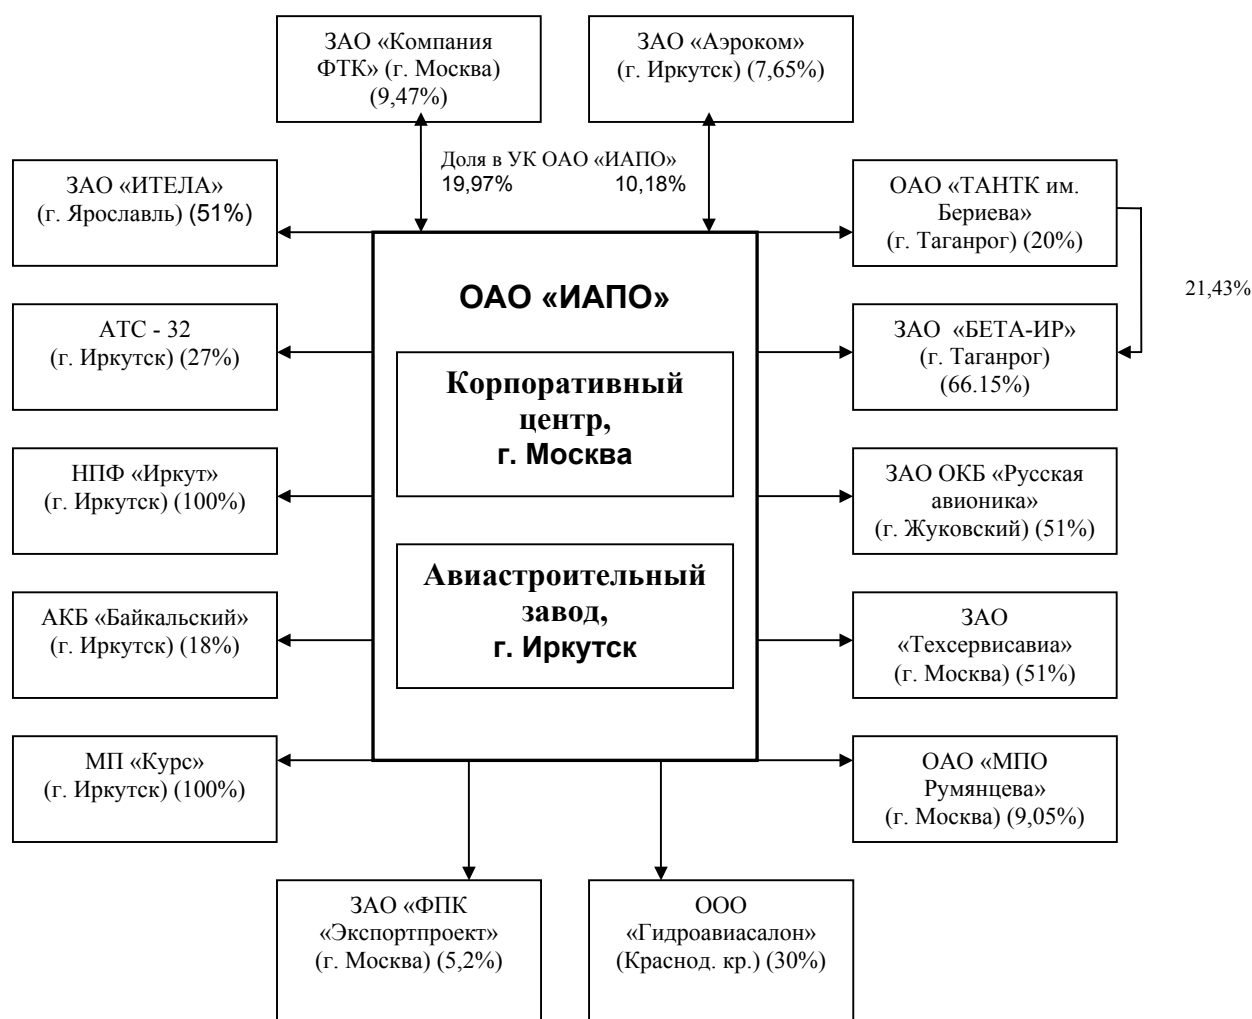 ЗАО «Компания
ФТК» (г. Москва)
(9,47%)
ЗАО «Аэроком»
(г. Иркутск) (7,65%)
Доля в УК ОАО «ИАПО»
19,97%
10,18%
ЗАО «ИТЕЛА»
(г. Ярославль) (51%)
ОАО «ТАНТК им.
Бериева»
(г. Таганрог) (20%)
21,43%
ОАО «ИАПО»
АТС - 32
(г. Иркутск) (27%)
ЗАО «БЕТА-ИР»
(г. Таганрог)
(66.15%)
Корпоративный
центр,
г. Москва
НПФ «Иркут»
(г. Иркутск) (100%)
ЗАО ОКБ «Русская
авионика»
(г. Жуковский) (51%)
Авиастроительный
завод,
г. Иркутск
АКБ «Байкальский»
(г. Иркутск) (18%)
ЗАО
«Техсервисавиа»
(г. Москва) (51%)
МП «Курс»
(г. Иркутск) (100%)
ОАО «МПО
Румянцева»
(г. Москва) (9,05%)
ЗАО «ФПК
«Экспортпроект»
(г. Москва) (5,2%)
ООО
«Гидроавиасалон»
(Краснод. кр.) (30%)